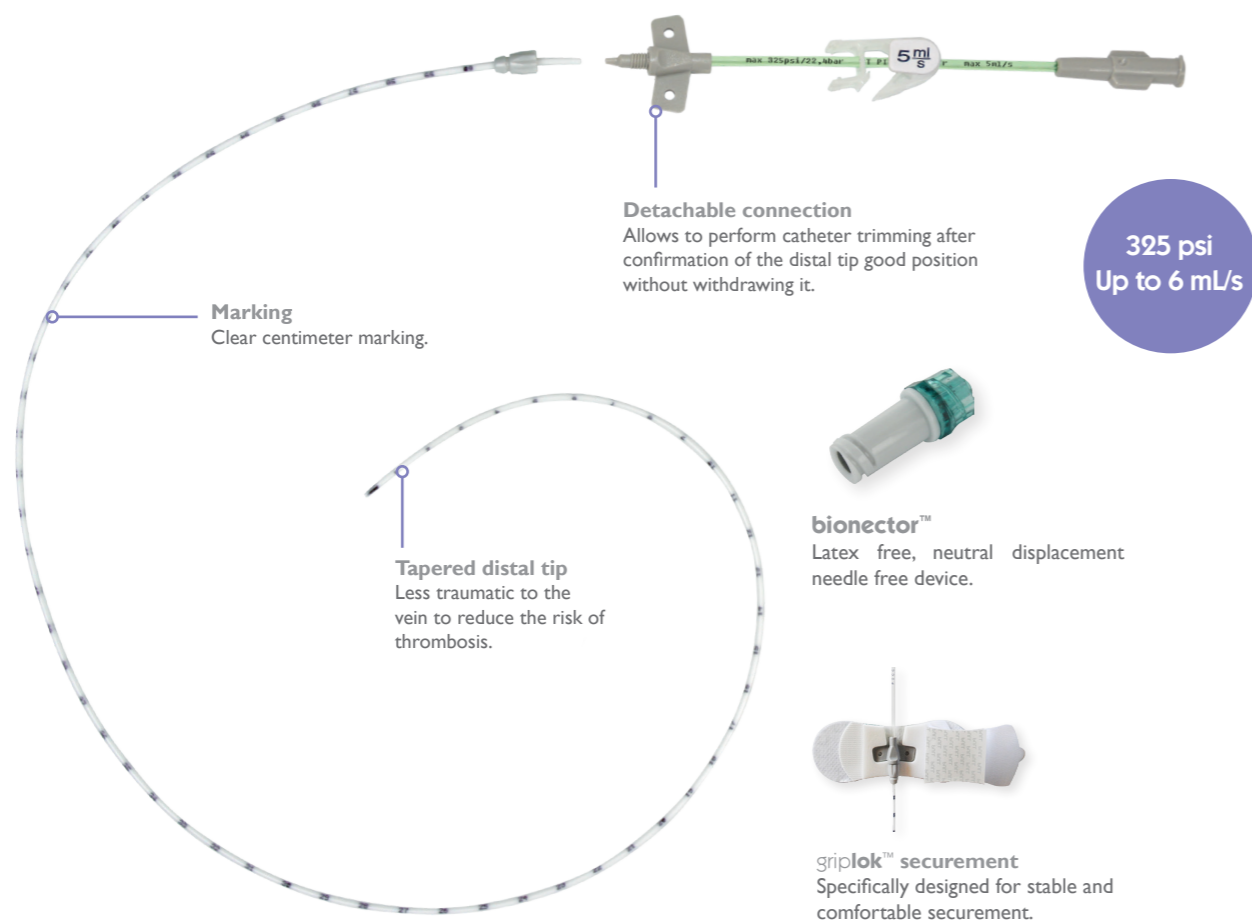 max 325psi/22,4bar
5 ml
s
max 5ml/s
Detachable connection
Allows to perform catheter trimming after
confirmation of the distal tip good position
without withdrawing it.
325 psi
Up to 6 mL/s
Marking
Clear centimeter marking.
bionector™
Latex free, neutral displacement
needle free device.
Tapered distal tip
Less traumatic to the
vein to reduce the risk of
thrombosis.
griplok™ securement
Specifically designed for stable and
comfortable securement.